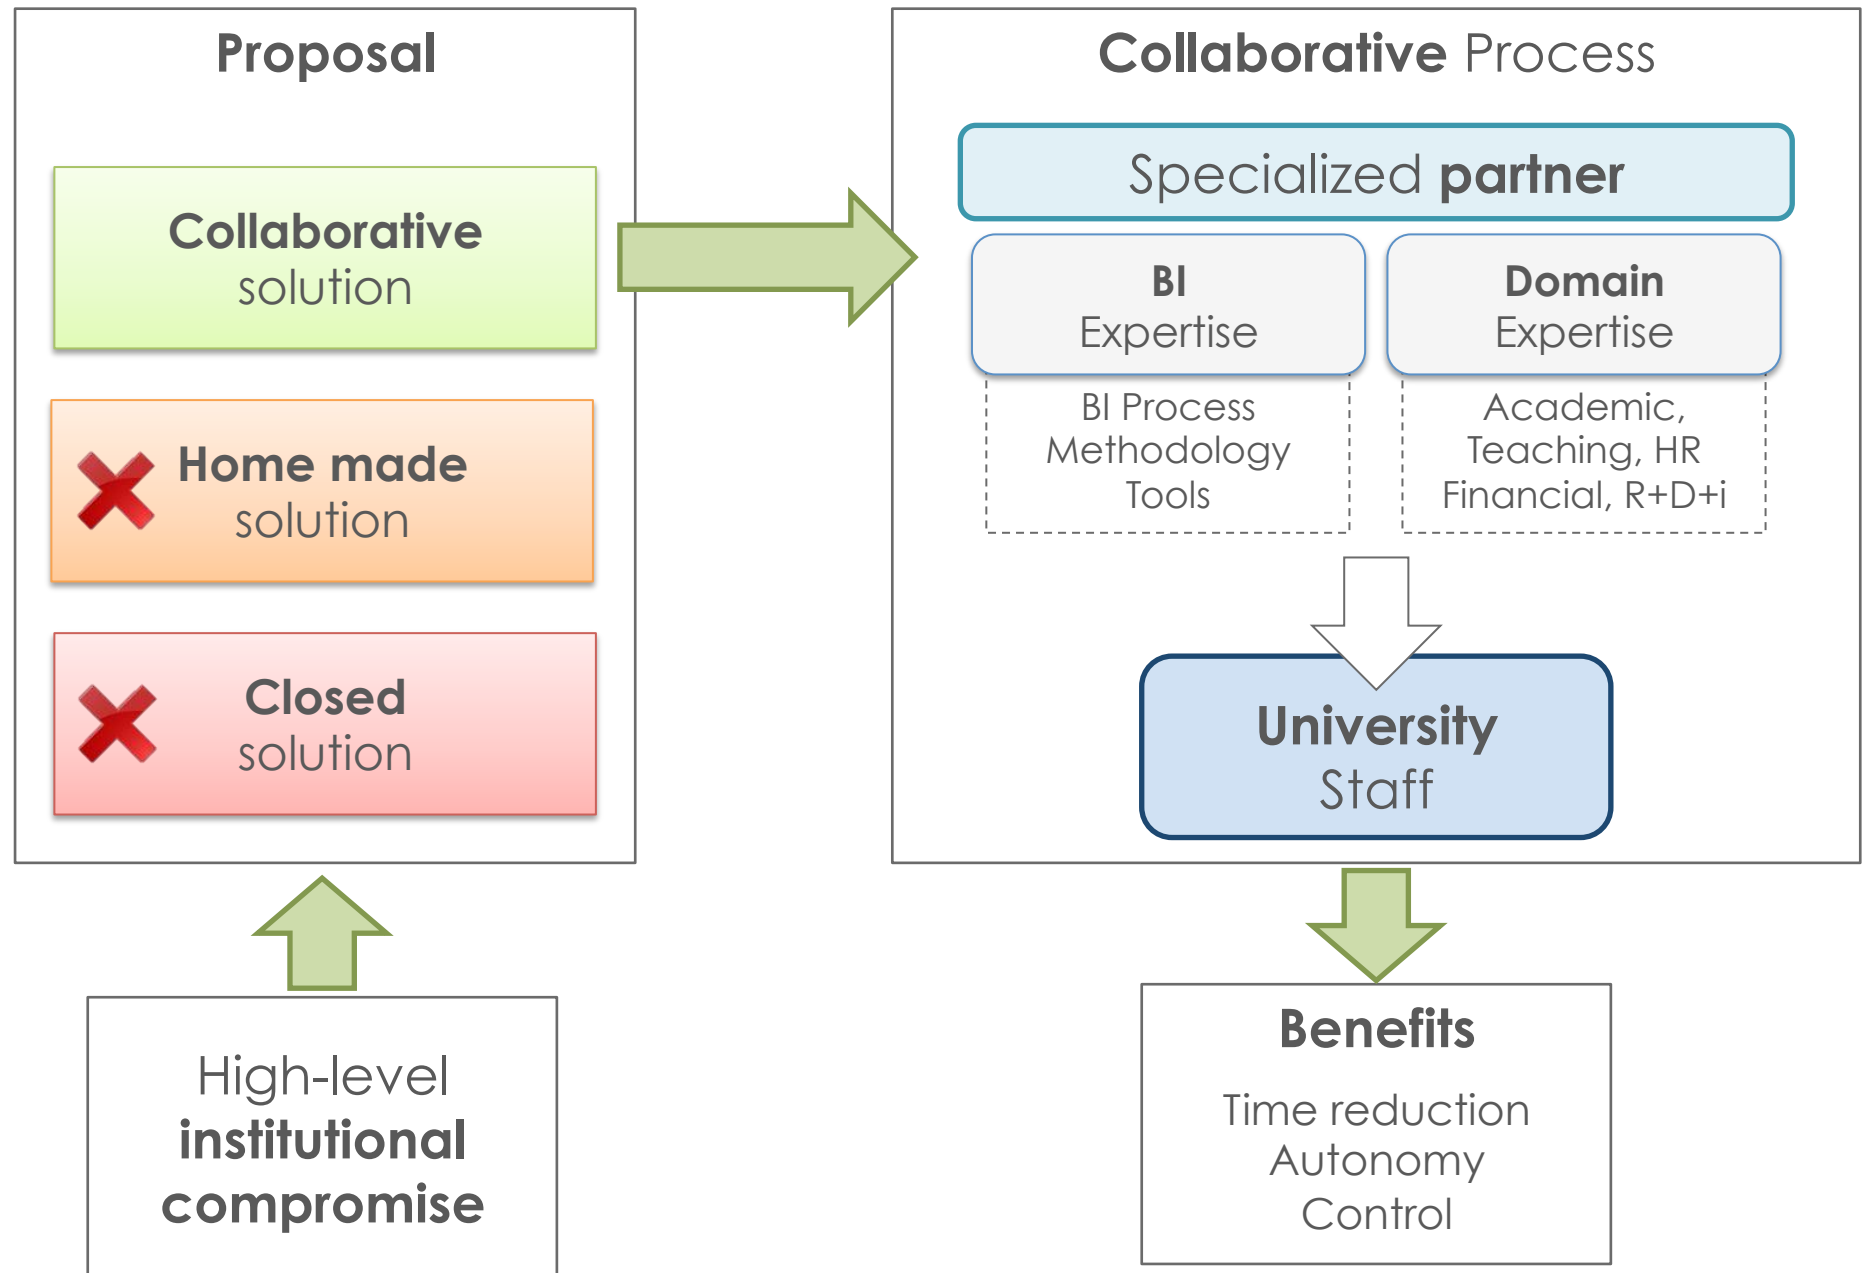 Proposal
Collaborative
solution
Home made
solution
Closed
solution
High-level
institutional
compromise
Collaborative Process
Specialized partner
BI
Expertise
BI Process
Methodology
Tools
Domain
Expertise
Academic,
Teaching, HR
Financial, R+D+i
University
Staff
Benefits
Time reduction
Autonomy
Control